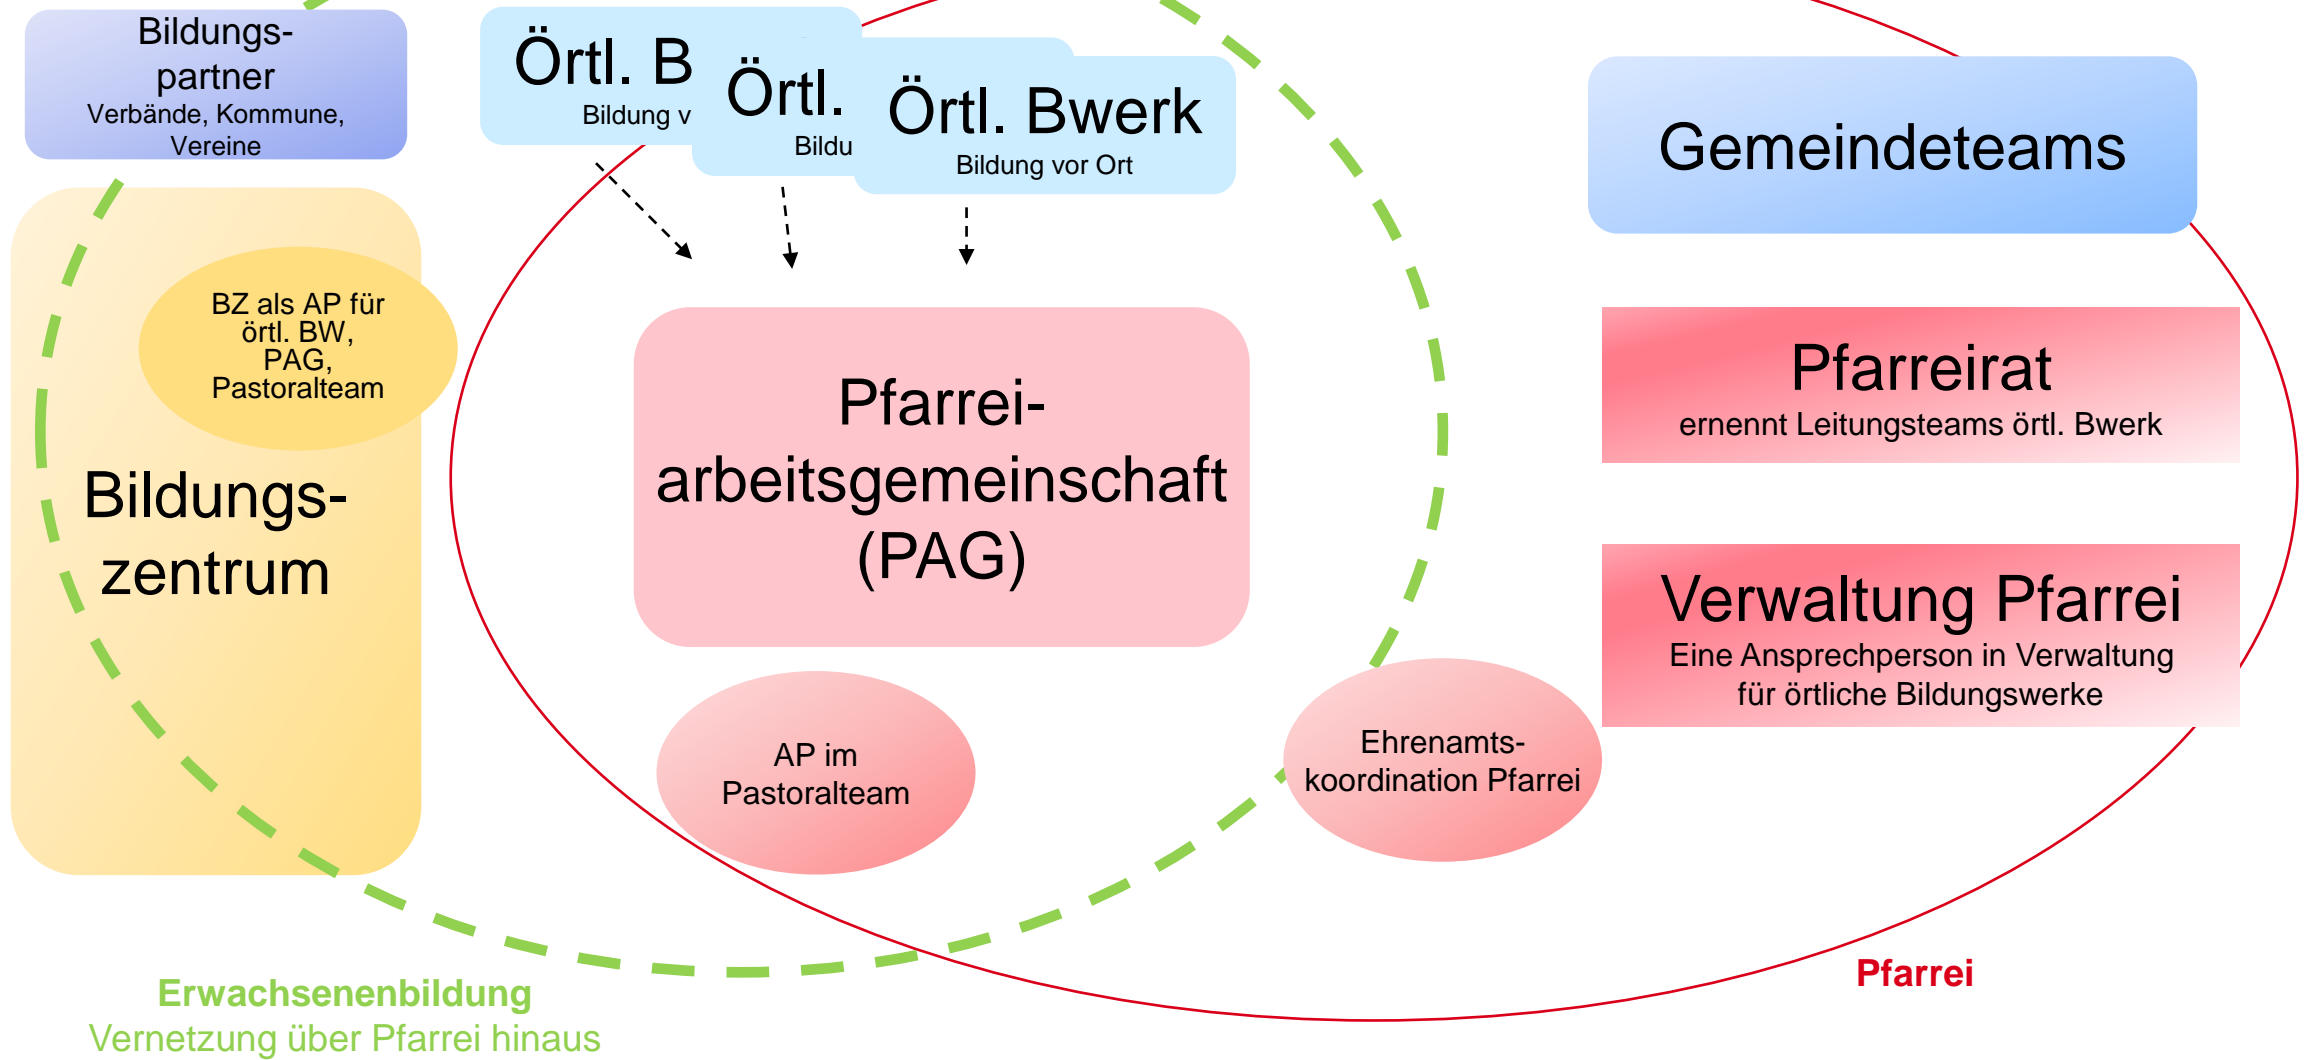 Bildungs-
partner
Verbände, Kommune,
Vereine
Örtl. B
Bildung v
Örtl.
Bildu
Örtl. Bwerk
Bildung vor Ort
Gemeindeteams
BZ als AP für
örtl. BW,
PAG,
Pastoralteam
Bildungs-
zentrum
Pfarrei-
arbeitsgemeinschaft
(PAG)
Pfarreirat
ernennt Leitungsteams örtl. Bwerk
Verwaltung Pfarrei
Eine Ansprechperson in Verwaltung
für örtliche Bildungswerke
AP im
Pastoralteam
Ehrenamts-
koordination Pfarrei
Erwachsenenbildung
Vernetzung über Pfarrei hinaus
Pfarrei